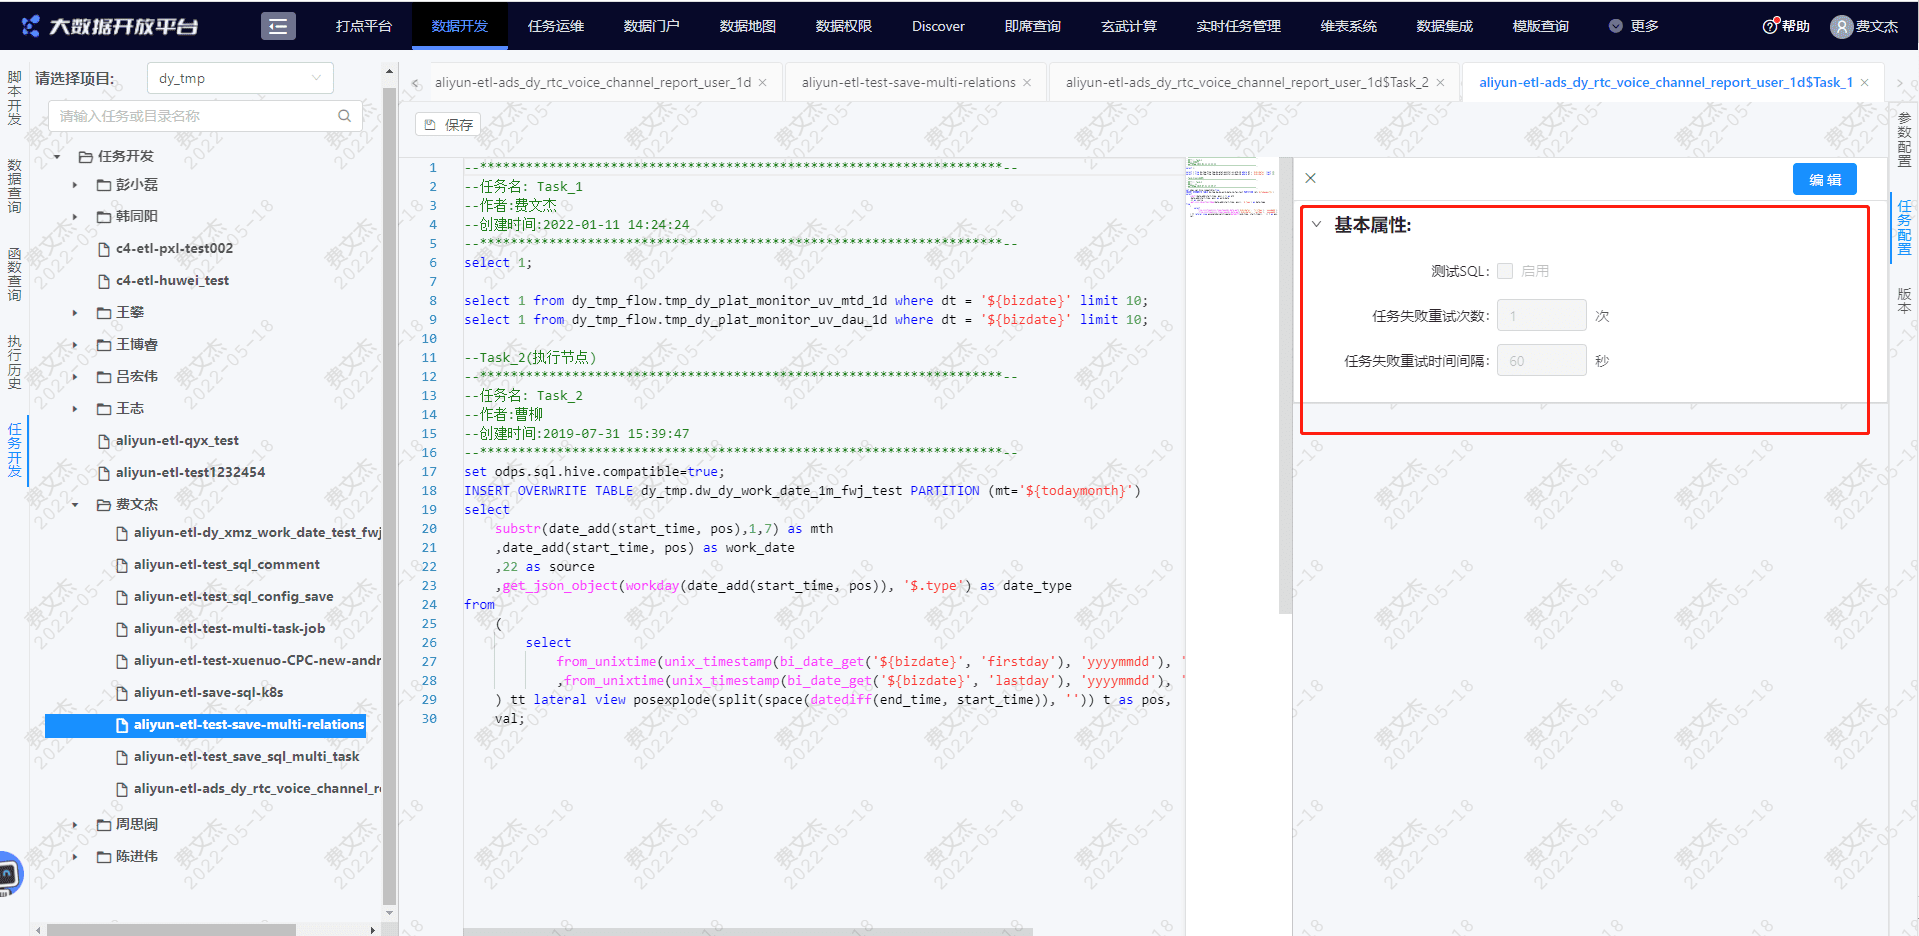 大数据开放平台
打点平台 数据开发 任务运维 数据门户 数据地图 数据权限 Discover 即席查询 玄武计算 实时任务管理 维表系统 数据集成 模版查询 更多 帮助 费文杰
脚本开发
数据查询
函数查询
执行历史
任务开发
请选择项目: dy_tmp
请输入任务或目录名称
任务开发
彭小磊
韩同阳
c4-etl-pxl-test002
c4-etl-huwei_test
王攀
王博睿
吕宏伟
王志
aliyun-etl-qyx_test
aliyun-etl-test1232454
费文杰
aliyun-etl-dy_xmz_work_date_test_fwj
aliyun-etl-test_sql_comment
aliyun-etl-test_sql_config_save
aliyun-etl-test-multi-task-job
aliyun-etl-test-xuenuo-CPC-new-andr
aliyun-etl-save-sql-k8s
aliyun-etl-test-save-multi-relations
aliyun-etl-test_save_sql_multi_task
aliyun-etl-ads_dy_rtc_voice_channel_r
周思闽
陈进伟
aliyun-etl-ads_dy_rtc_voice_channel_report_user_1d
aliyun-etl-test-save-multi-relations
aliyun-etl-ads_dy_rtc_voice_channel_report_user_1d$Task_2
aliyun-etl-ads_dy_rtc_voice_channel_report_user_1d$Task_1
保存
1 --********************************************************************--
2 --任务名: Task_1
3 --作者:费文杰
4 --创建时间:2022-01-11 14:24:24
5 --********************************************************************--
6 select 1;
7
8 select 1 from dy_tmp_flow.tmp_dy_plat_monitor_uv_mtd_1d where dt = '${bizdate}' limit 10;
9 select 1 from dy_tmp_flow.tmp_dy_plat_monitor_uv_dau_1d where dt = '${bizdate}' limit 10;
10
11 --Task_2(执行节点)
12 --********************************************************************--
13 --任务名: Task_2
14 --作者:曹柳
15 --创建时间:2019-07-31 15:39:47
16 --********************************************************************--
17 set odps.sql.hive.compatible=true;
18 INSERT OVERWRITE TABLE dy_tmp.dw_dy_work_date_1m_fwj_test PARTITION (mt='${todaymonth}')
19 select
20 substr(date_add(start_time, pos),1,7) as mth
21 ,date_add(start_time, pos) as work_date
22 ,22 as source
23 ,get_json_object(workday(date_add(start_time, pos)), '$.type') as date_type
24 from
25 (
26 select
27 from_unixtime(unix_timestamp(bi_date_get('${bizdate}', 'firstday'), 'yyyymmdd'), '
28 ,from_unixtime(unix_timestamp(bi_date_get('${bizdate}', 'lastday'), 'yyyymmdd'), '
29 ) tt lateral view posexplode(split(space(datediff(end_time, start_time)), '')) t as pos,
30 val;
编 辑
基本属性:
测试SQL: 启用
任务失败重试次数: 1 次
任务失败重试时间间隔: 60 秒
参数配置
任务配置
版本
费文杰
2022-05-18